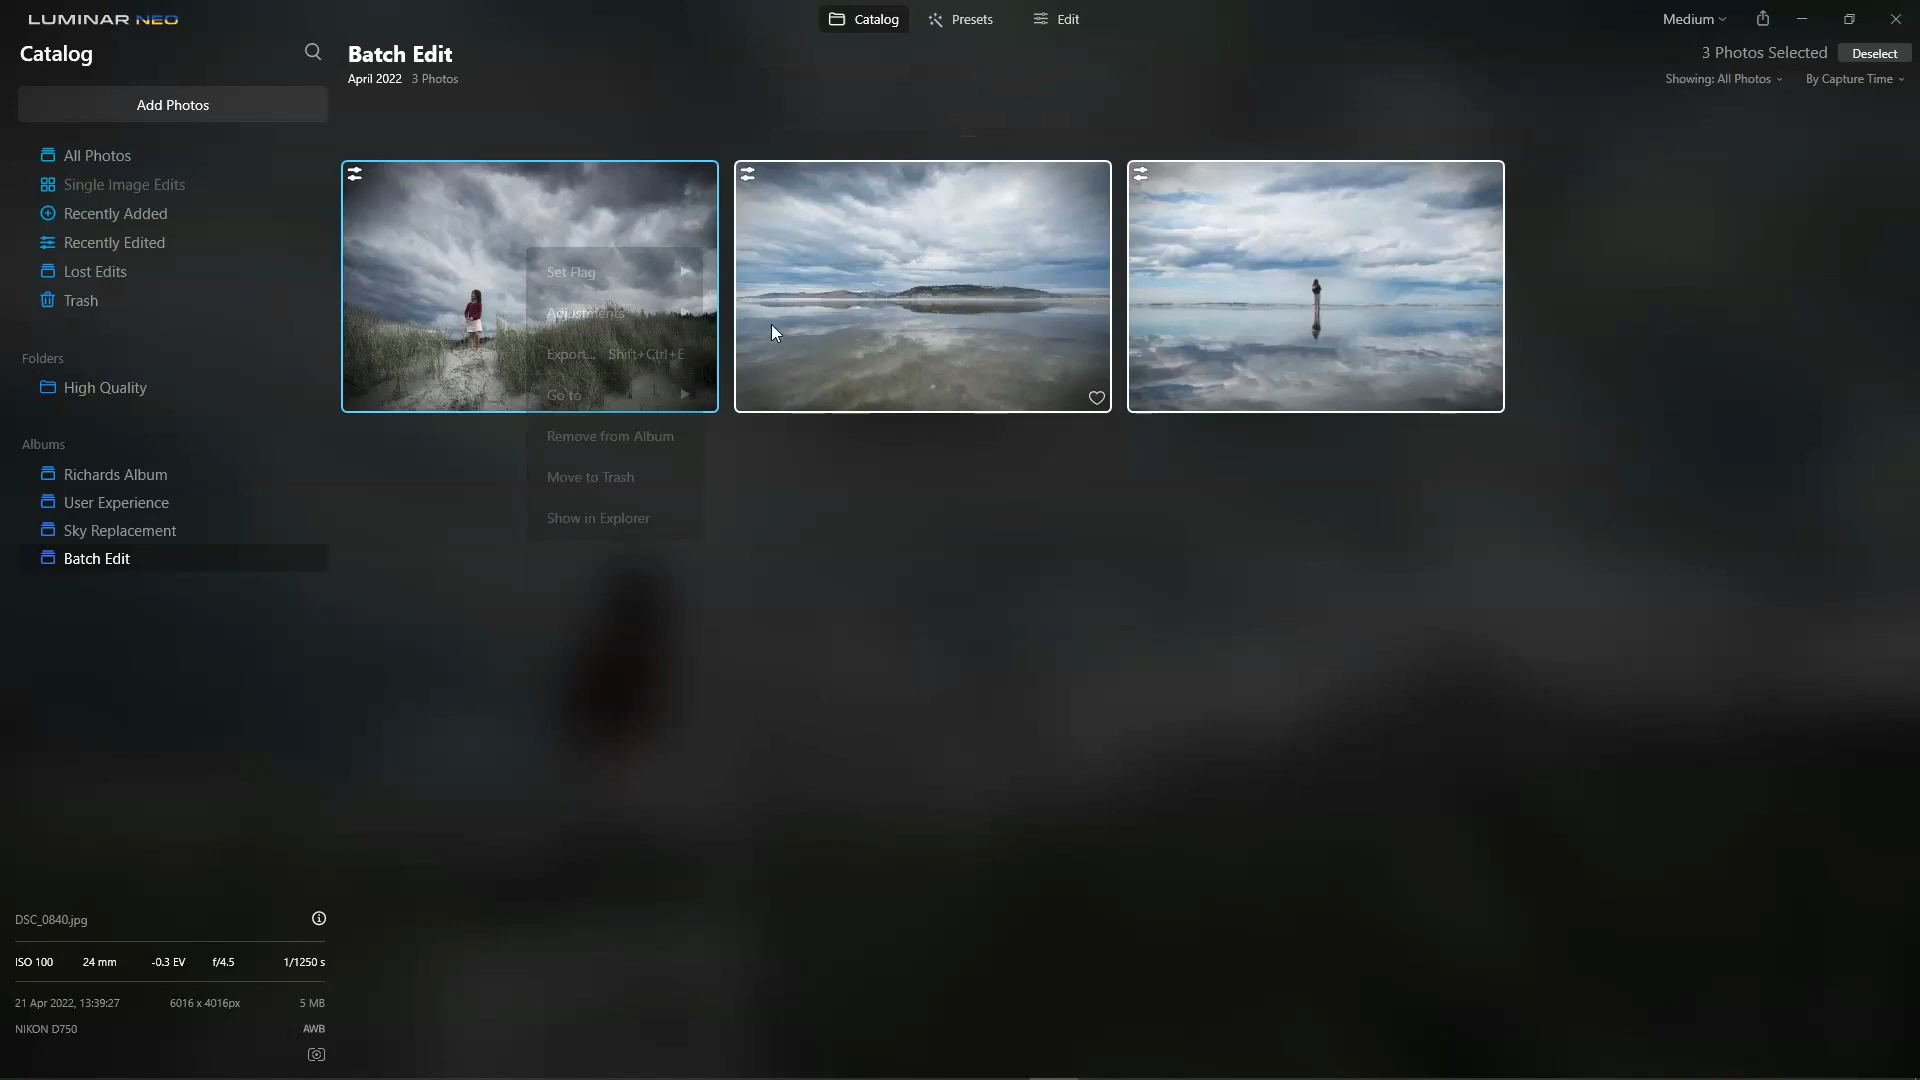 LUMINAR NEO
Catalog
Presets
Edit
Medium
Catalog
Batch Edit
3 Photos Selected
Deselect
April 2022 3 Photos
Showing: All Photos
By Capture Time
Add Photos
All Photos
Single Image Edits
Recently Added
Recently Edited
Lost Edits
Trash
Folders
High Quality
Albums
Richards Album
User Experience
Sky Replacement
Batch Edit
Set Flag
Adjustments
Export... Shift+Ctrl+E
Go to
Remove from Album
Move to Trash
Show in Explorer
DSC_0840.jpg
ISO 100 24 mm -0.3 EV f/4.5 1/1250 s
21 Apr 2022, 13:39:27 6016 x 4016px 5 MB
NIKON D750 AWB